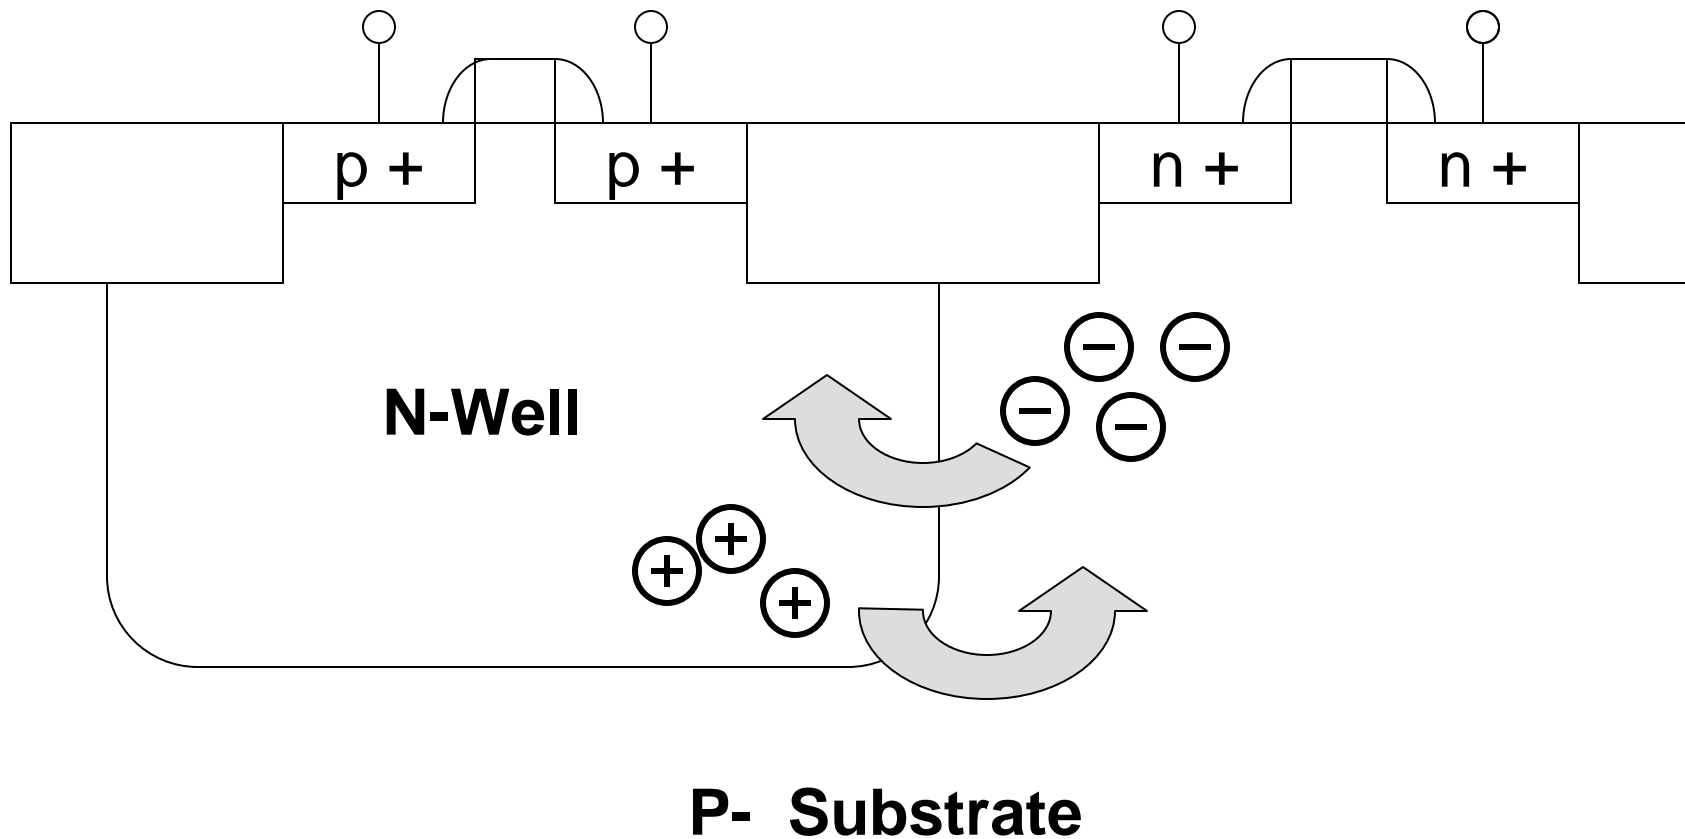 p + p + n + n +
− −
− −
N-Well
+
+ +
P- Substrate